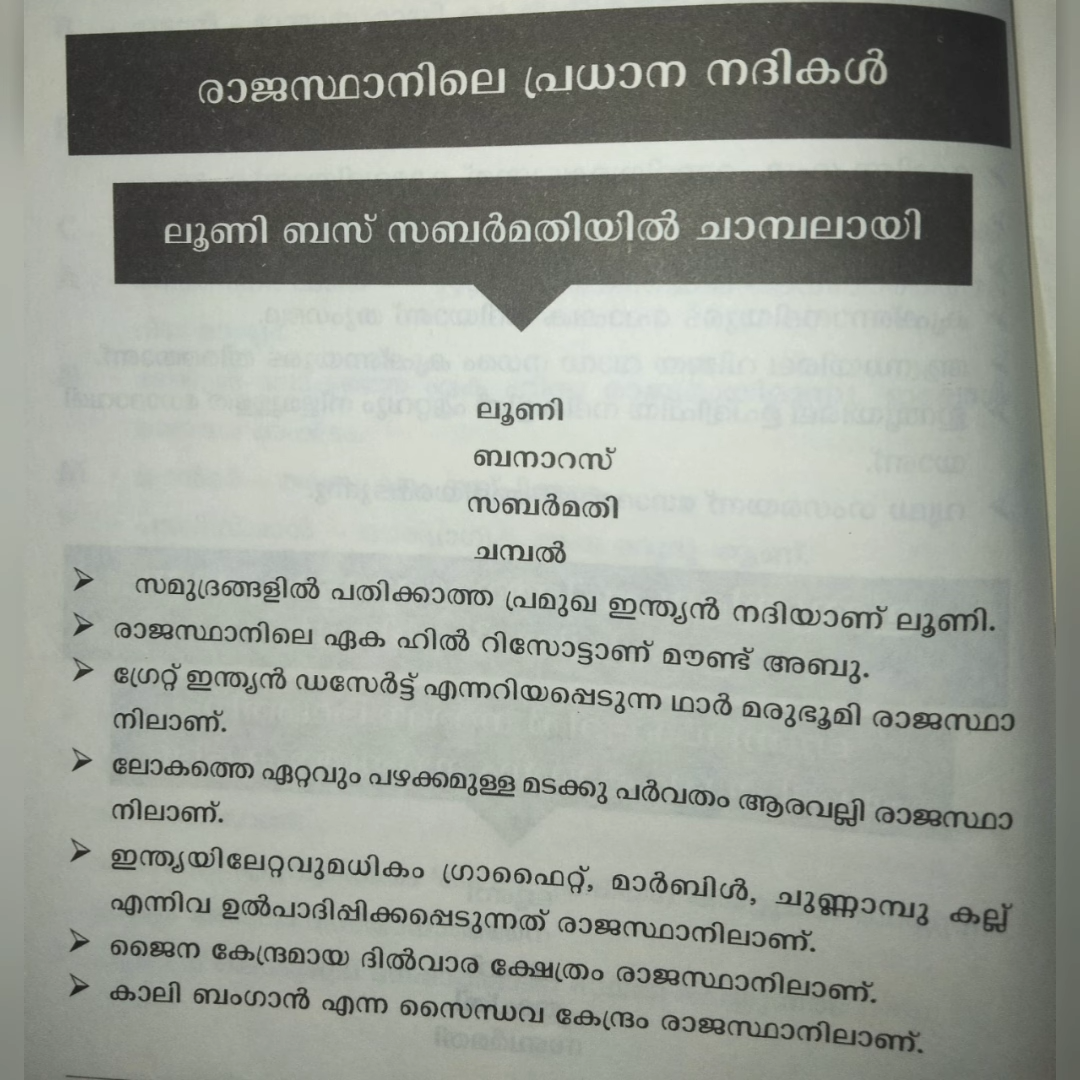 രാജസ്ഥാനിലെ പ്രധാന നദികൾ
ലൂണി ബസ് സബർമതിയിൽ ചാമ്പലായി
ലൂണി
ബനാറസ്
സബർമതി
ചമ്പൽ
➢ സമുദ്രങ്ങളിൽ പതിക്കാത്ത പ്രമുഖ ഇന്ത്യൻ നദിയാണ് ലൂണി.
➢ രാജസ്ഥാനിലെ ഏക ഹിൽ റിസോട്ടാണ് മൗണ്ട് അബു.
➢ ഗ്രേറ്റ് ഇന്ത്യൻ ഡസേർട്ട് എന്നറിയപ്പെടുന്ന ഥാർ മരുഭൂമി രാജസ്ഥാ
നിലാണ്.
➢ ലോകത്തെ ഏറ്റവും പഴക്കമുള്ള മടക്കു പർവതം ആരവല്ലി രാജസ്ഥാ
നിലാണ്.
➢ ഇന്ത്യയിലേറ്റവുമധികം ഗ്രാഫൈറ്റ്, മാർബിൾ, ചുണ്ണാമ്പു കല്ല്
എന്നിവ ഉൽപാദിപ്പിക്കപ്പെടുന്നത് രാജസ്ഥാനിലാണ്.
➢ ജൈന കേന്ദ്രമായ ദിൽവാര ക്ഷേത്രം രാജസ്ഥാനിലാണ്.
➢ കാലി ബംഗാൻ എന്ന സൈന്ധവ കേന്ദ്രം രാജസ്ഥാനിലാണ്.